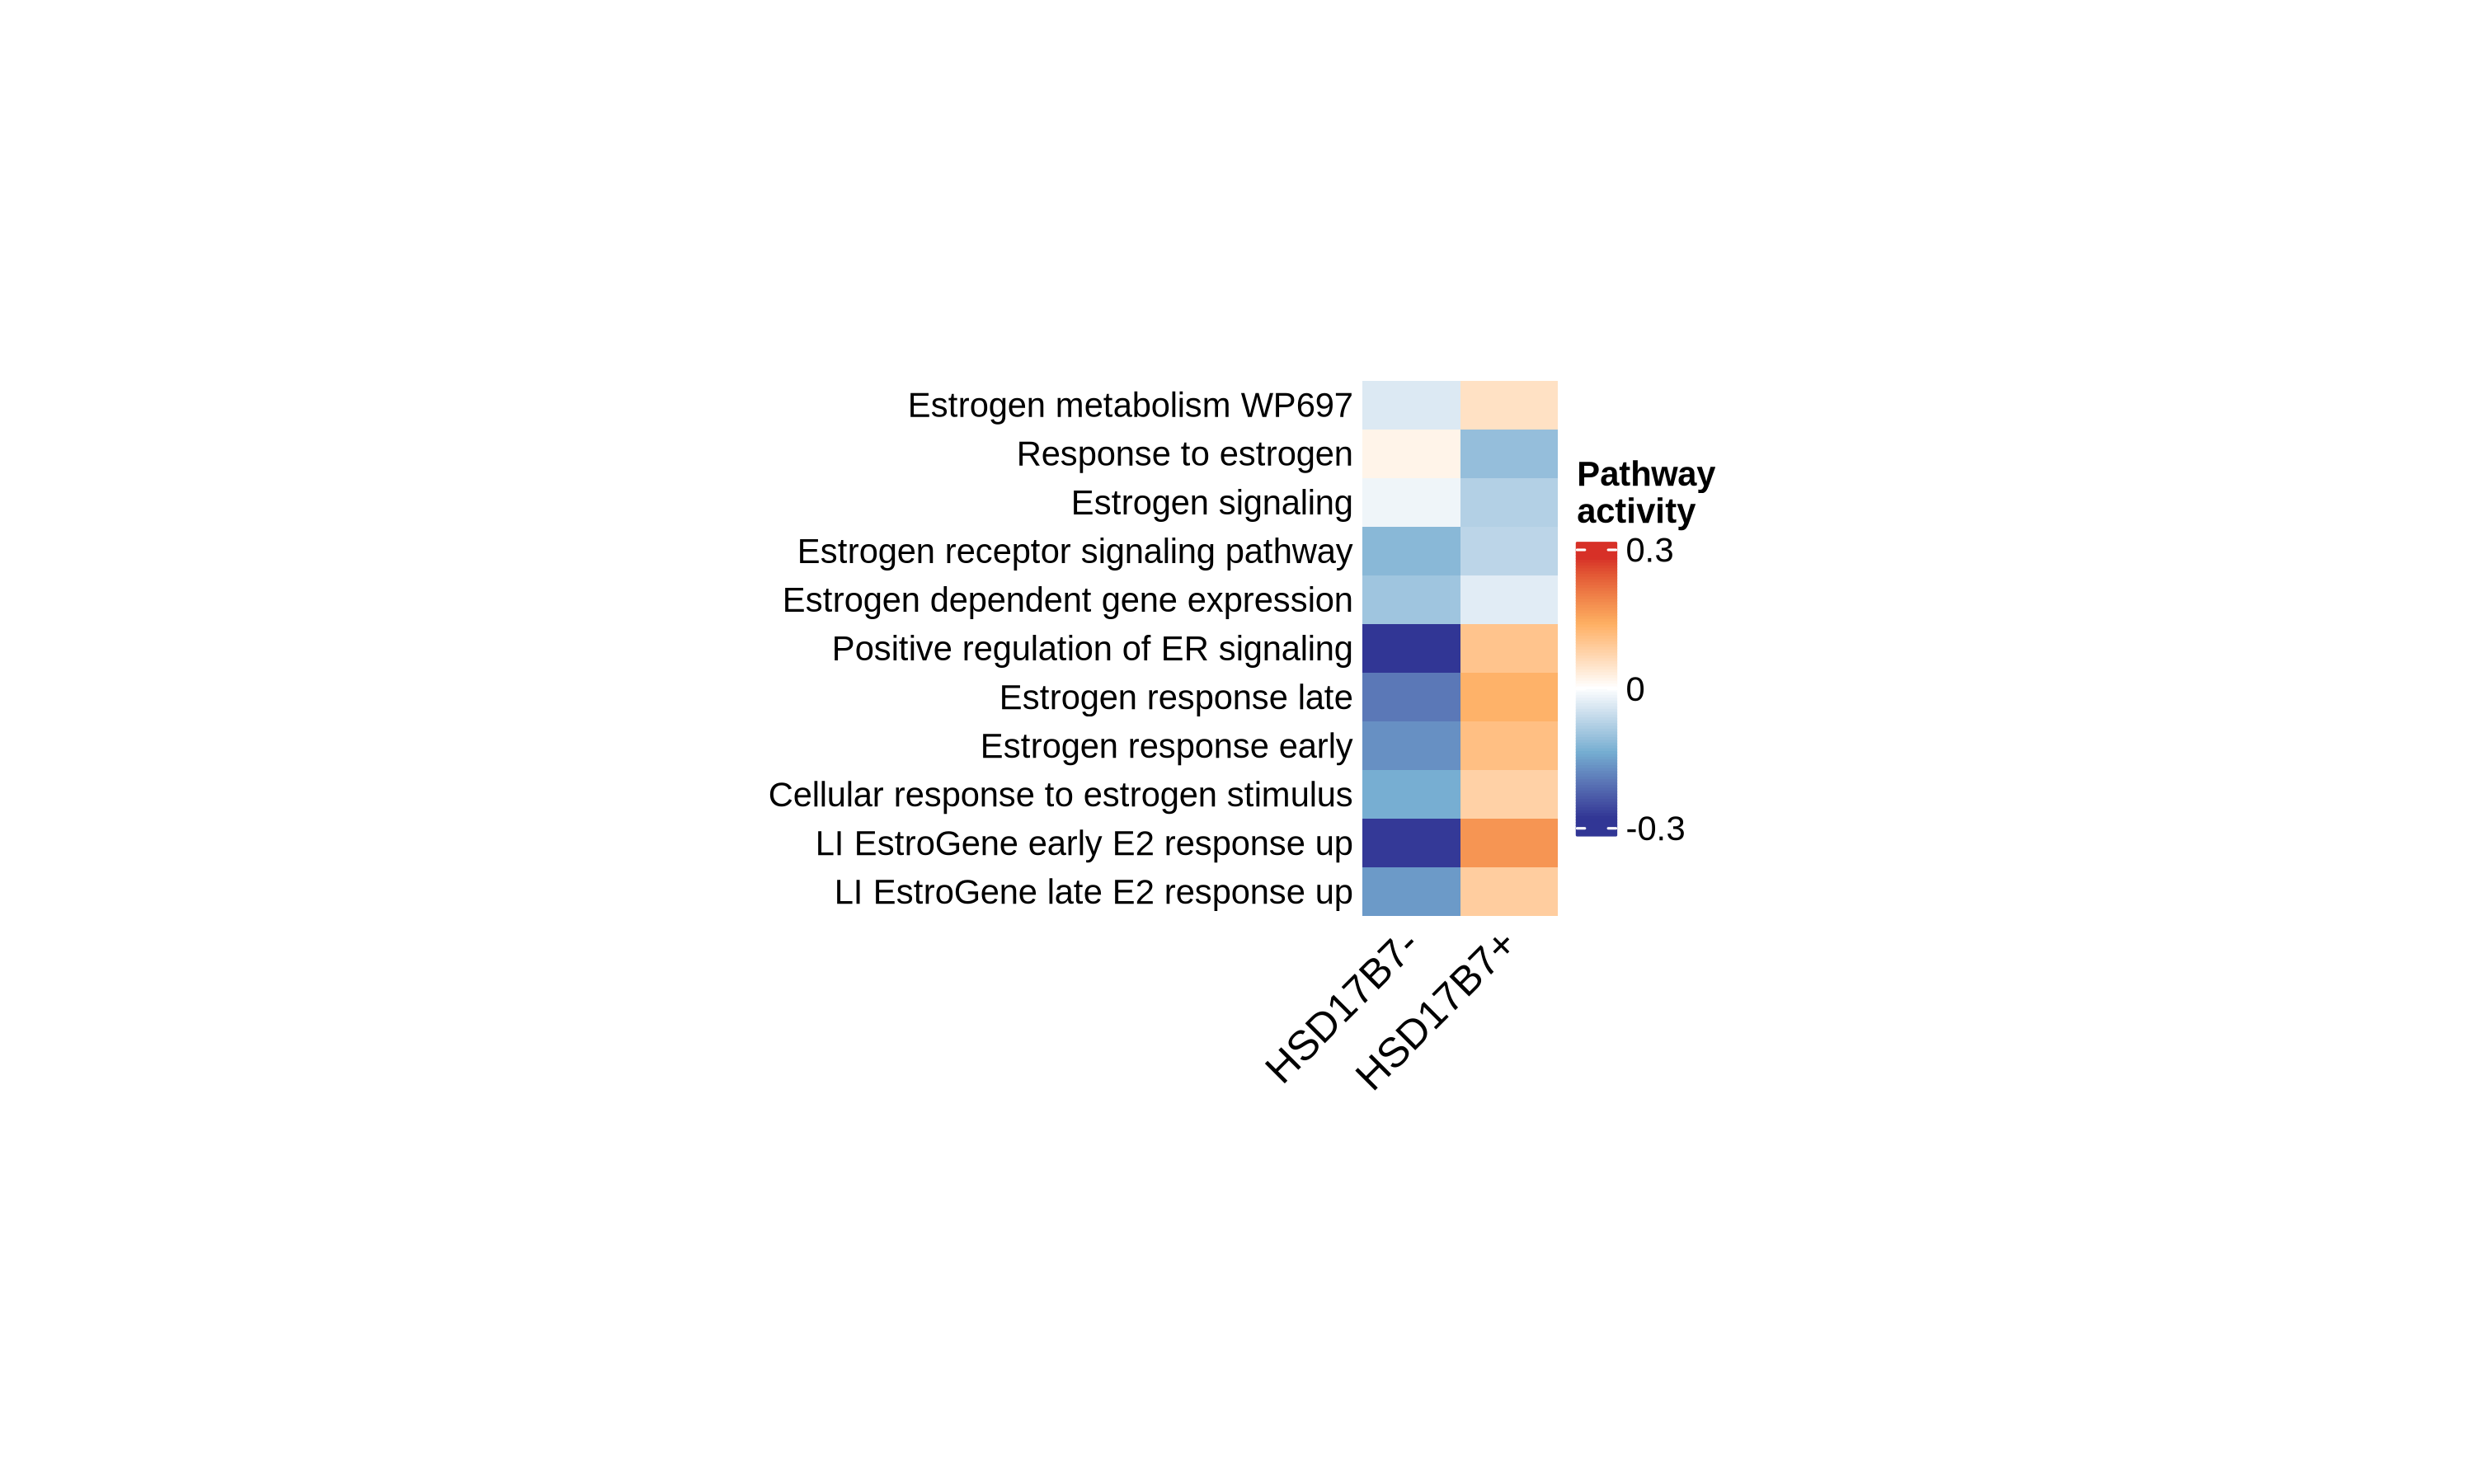 Estrogen metabolism WP697
Response to estrogen
Estrogen signaling
Estrogen receptor signaling pathway
Estrogen dependent gene expression
Positive regulation of ER signaling
Estrogen response late
Estrogen response early
Cellular response to estrogen stimulus
LI EstroGene early E2 response up
LI EstroGene late E2 response up
HSD17B7-
HSD17B7+
Pathway
activity
0.3
0
-0.3